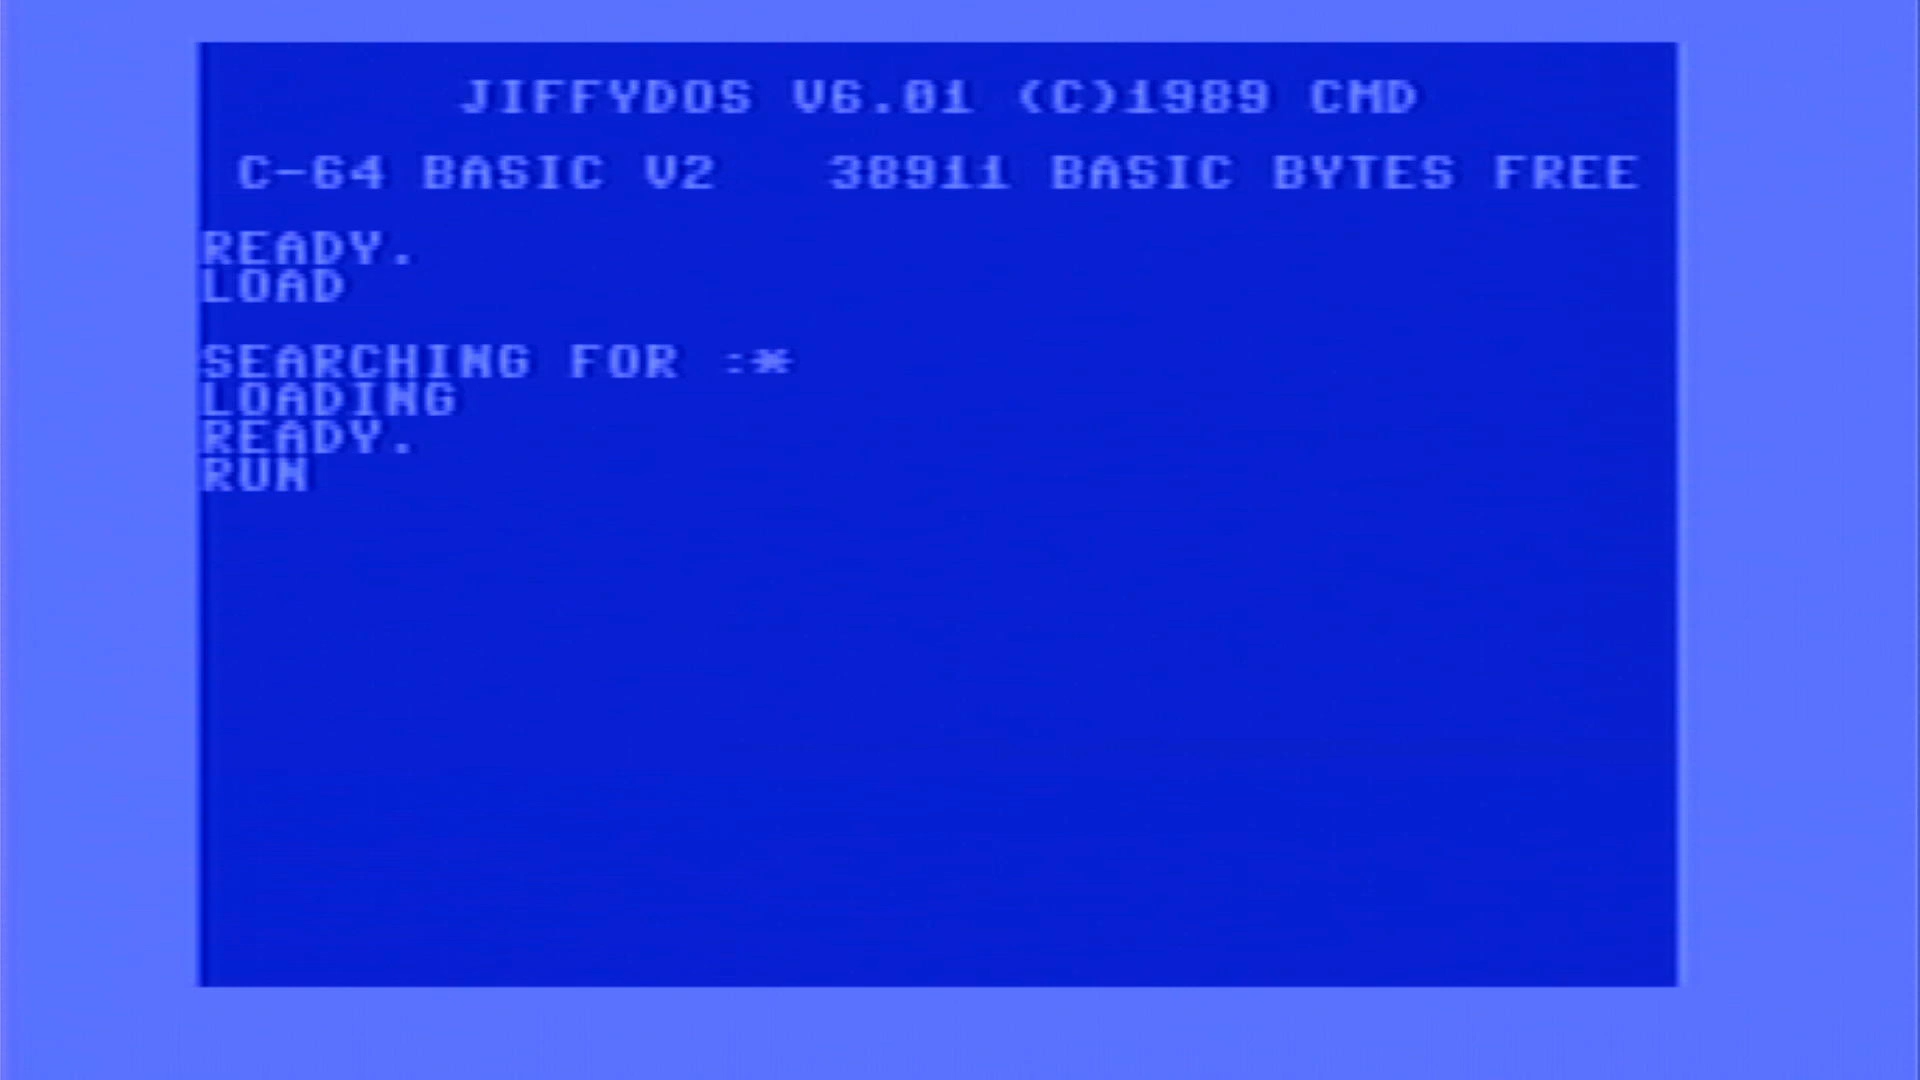 JIFFYDOS V6.01 (C)1989 CMD
C-64 BASIC V2   38911 BASIC BYTES FREE
READY.
LOAD
SEARCHING FOR :*
LOADING
READY.
RUN